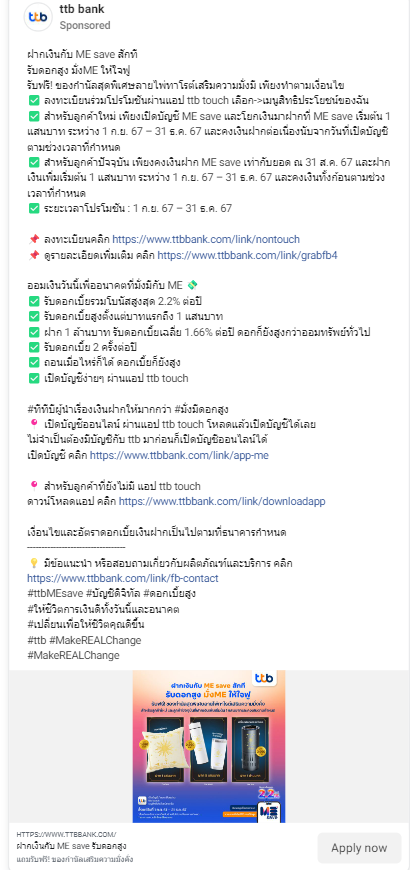 ttb
ttb bank
Sponsored
ฝากเงินกับ ME save สักที
รับดอกสูง มั่งME ให้ใจฟู
รับฟรี! ของกำนัลสุดพิเศษลายไพ่ทาโรต์เสริมความมั่งมี เพียงทำตามเงื่อนไข
✅ ลงทะเบียนร่วมโปรโมชันผ่านแอป ttb touch เลือก->เมนูสิทธิประโยชน์ของฉัน
✅ สำหรับลูกค้าใหม่ เพียงเปิดบัญชี ME save และโยกเงินมาฝากที่ ME save เริ่มต้น 1
แสนบาท ระหว่าง 1 ก.ย. 67 – 31 ธ.ค. 67 และคงเงินฝากต่อเนื่องนับจากวันที่เปิดบัญชี
ตามช่วงเวลาที่กำหนด
✅ สำหรับลูกค้าปัจจุบัน เพียงคงเงินฝาก ME save เท่ากับยอด ณ 31 ส.ค. 67 และฝาก
เงินเพิ่มเริ่มต้น 1 แสนบาท ระหว่าง 1 ก.ย. 67 – 31 ธ.ค. 67 และคงเงินทั้งก้อนตามช่วง
เวลาที่กำหนด
✅ ระยะเวลาโปรโมชัน : 1 ก.ย. 67 – 31 ธ.ค. 67
📌 ลงทะเบียนคลิก https://www.ttbbank.com/link/nontouch
📌 ดูรายละเอียดเพิ่มเติม คลิก https://www.ttbbank.com/link/grabfb4
ออมเงินวันนี้เพื่ออนาคตที่มั่งมีกับ ME 💸
✅ รับดอกเบี้ยรวมโบนัสสูงสุด 2.2% ต่อปี
✅ รับดอกเบี้ยสูงตั้งแต่บาทแรกถึง 1 แสนบาท
✅ ฝาก 1 ล้านบาท รับดอกเบี้ยเฉลี่ย 1.66% ต่อปี ดอกก็ยังสูงกว่าออมทรัพย์ทั่วไป
✅ รับดอกเบี้ย 2 ครั้งต่อปี
✅ ถอนเมื่อไหร่ก็ได้ ดอกเบี้ยก็ยังสูง
✅ เปิดบัญชีง่ายๆ ผ่านแอป ttb touch
#ทีทีบีผู้นำเรื่องเงินฝากให้มากกว่า #มั่งมีดอกสูง
📍 เปิดบัญชีออนไลน์ ผ่านแอป ttb touch โหลดแล้วเปิดบัญชีได้เลย
ไม่จำเป็นต้องมีบัญชีกับ ttb มาก่อนก็เปิดบัญชีออนไลน์ได้
เปิดบัญชี คลิก https://www.ttbbank.com/link/app-me
📍 สำหรับลูกค้าที่ยังไม่มี แอป ttb touch
ดาวน์โหลดแอป คลิก https://www.ttbbank.com/link/downloadapp
เงื่อนไขและอัตราดอกเบี้ยเงินฝากเป็นไปตามที่ธนาคารกำหนด
---------------------------------
💡 มีข้อแนะนำ หรือสอบถามเกี่ยวกับผลิตภัณฑ์และบริการ คลิก
https://www.ttbbank.com/link/fb-contact
#ttbMEsave #บัญชีดิจิทัล #ดอกเบี้ยสูง
#ให้ชีวิตการเงินดีทั้งวันนี้และอนาคต
#เปลี่ยนเพื่อให้ชีวิตคุณดีขึ้น
#ttb #MakeREALChange
#MakeREALChange
ttb
ฝากเงินกับ ME save สักที
รับดอกสูง มั่งME ให้ใจฟู
ME
HTTPS://WWW.TTBBANK.COM/
ฝากเงินกับ ME save รับดอกสูง
แถมรับฟรี! ของกำนัลเสริมความมั่งคั่ง
Apply now